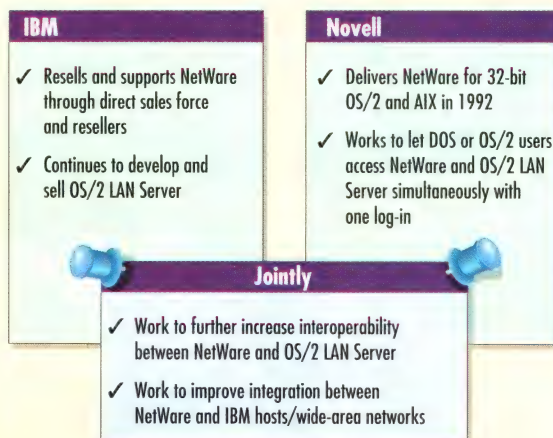 IBM
✓ Resells and supports NetWare
through direct sales force
and resellers
✓ Continues to develop and
sell OS/2 LAN Server
Novell
✓ Delivers NetWare for 32-bit
OS/2 and AIX in 1992
✓ Works to let DOS or OS/2 users
access NetWare and OS/2 LAN
Server simultaneously with
one log-in
Jointly
✓ Work to further increase interoperability
between NetWare and OS/2 LAN Server
✓ Work to improve integration between
NetWare and IBM hosts/wide-area networks